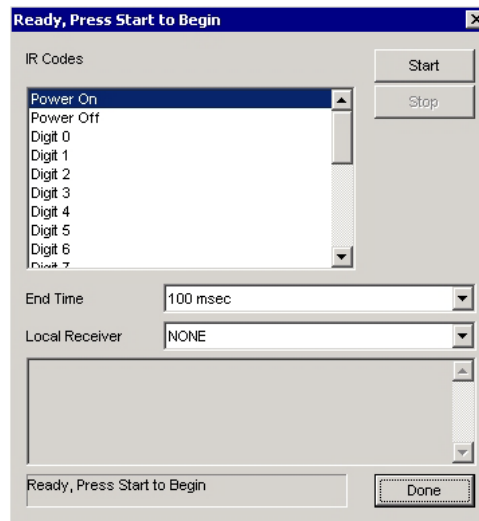 Ready, Press Start to Begin
IR Codes
Start
Stop
Power On
Power Off
Digit 0
Digit 1
Digit 2
Digit 3
Digit 4
Digit 5
Digit 6
Digit 7
End Time
100 msec
Local Receiver
NONE
Ready, Press Start to Begin
Done